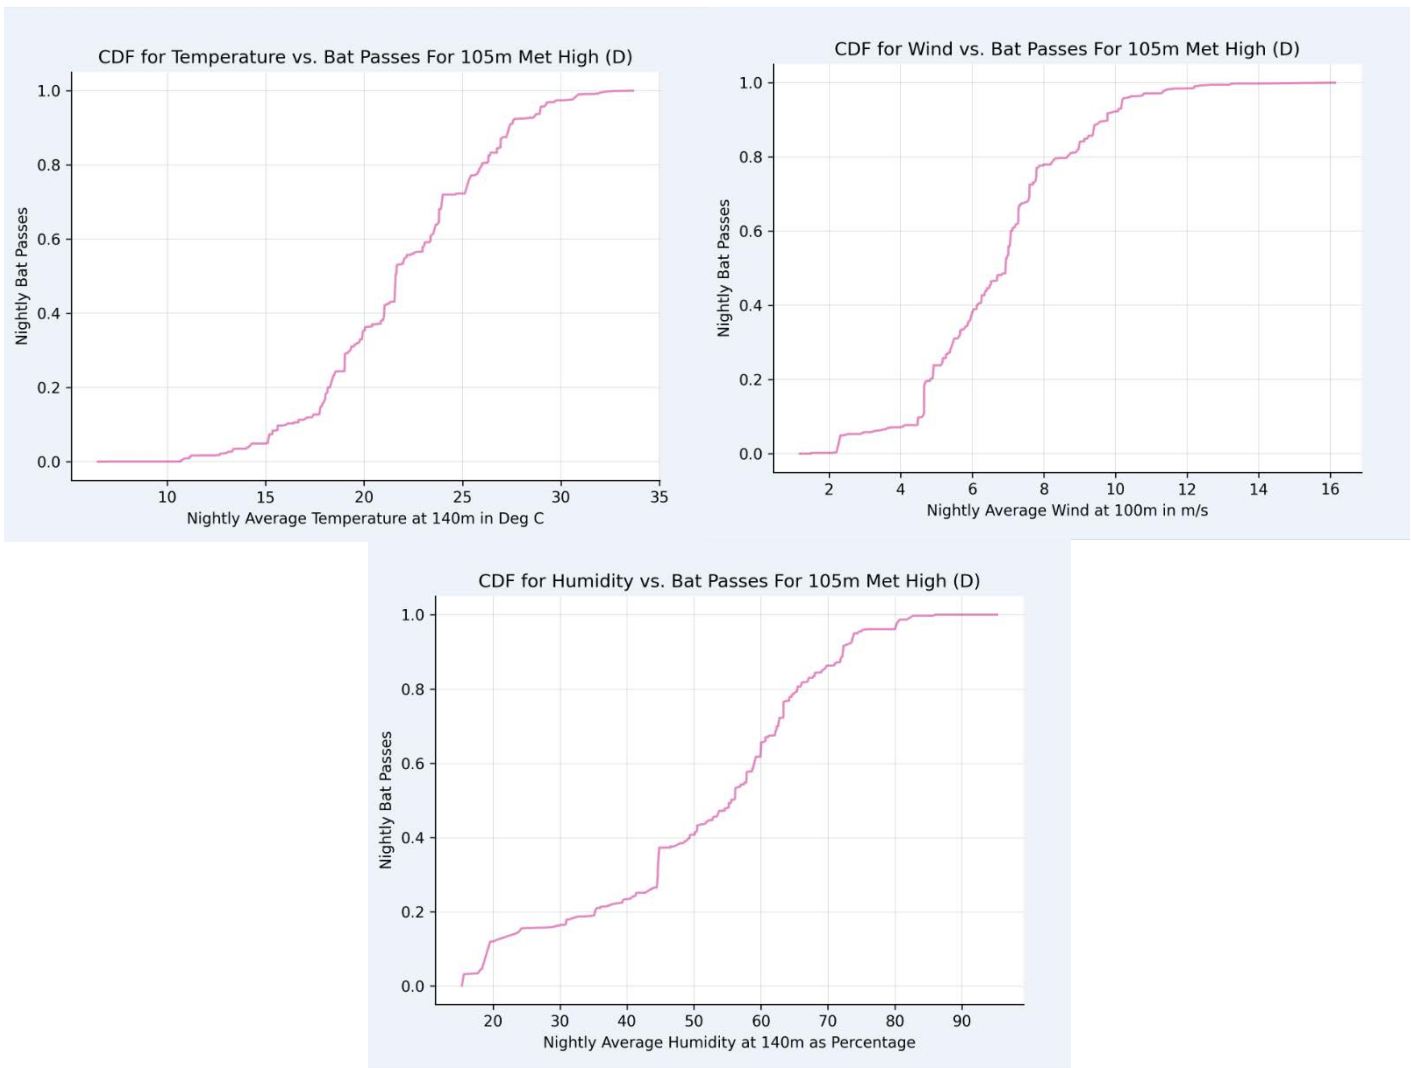 CDF for Temperature vs. Bat Passes For 105m Met High (D)
Nightly Bat Passes
1.0
0.8
0.6
0.4
0.2
0.0
10 15 20 25 30 35
Nightly Average Temperature at 140m in Deg C
CDF for Wind vs. Bat Passes For 105m Met High (D)
Nightly Bat Passes
1.0
0.8
0.6
0.4
0.2
0.0
2 4 6 8 10 12 14 16
Nightly Average Wind at 100m in m/s
CDF for Humidity vs. Bat Passes For 105m Met High (D)
Nightly Bat Passes
1.0
0.8
0.6
0.4
0.2
0.0
20 30 40 50 60 70 80 90
Nightly Average Humidity at 140m as Percentage